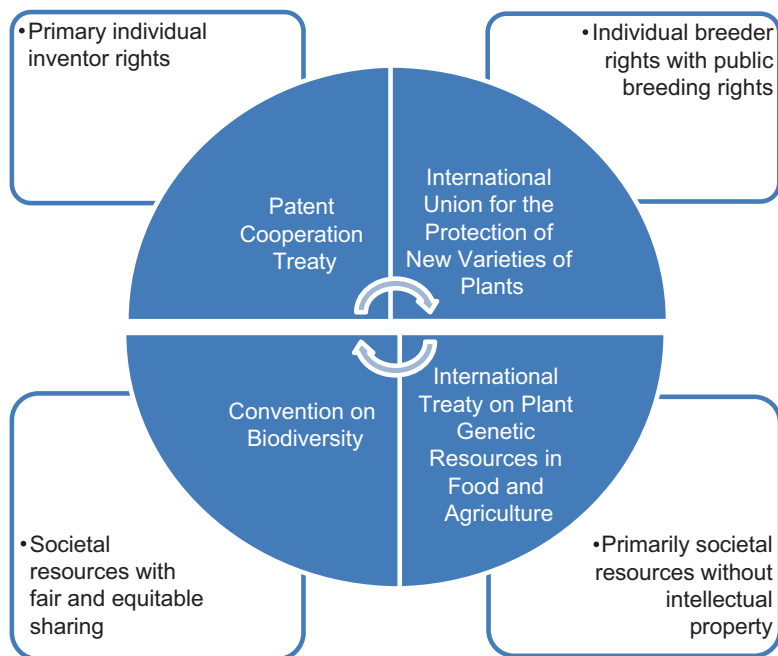 •Primary individual
inventor rights
•Individual breeder
rights with public
breeding rights
Patent
Cooperation
Treaty
International
Union for the
Protection of
New Varieties of
Plants
Convention on
Biodiversity
International
Treaty on Plant
Genetic
Resources in
Food and
Agriculture
•Societal
resources with
fair and equitable
sharing
•Primarily societal
resources without
intellectual
property